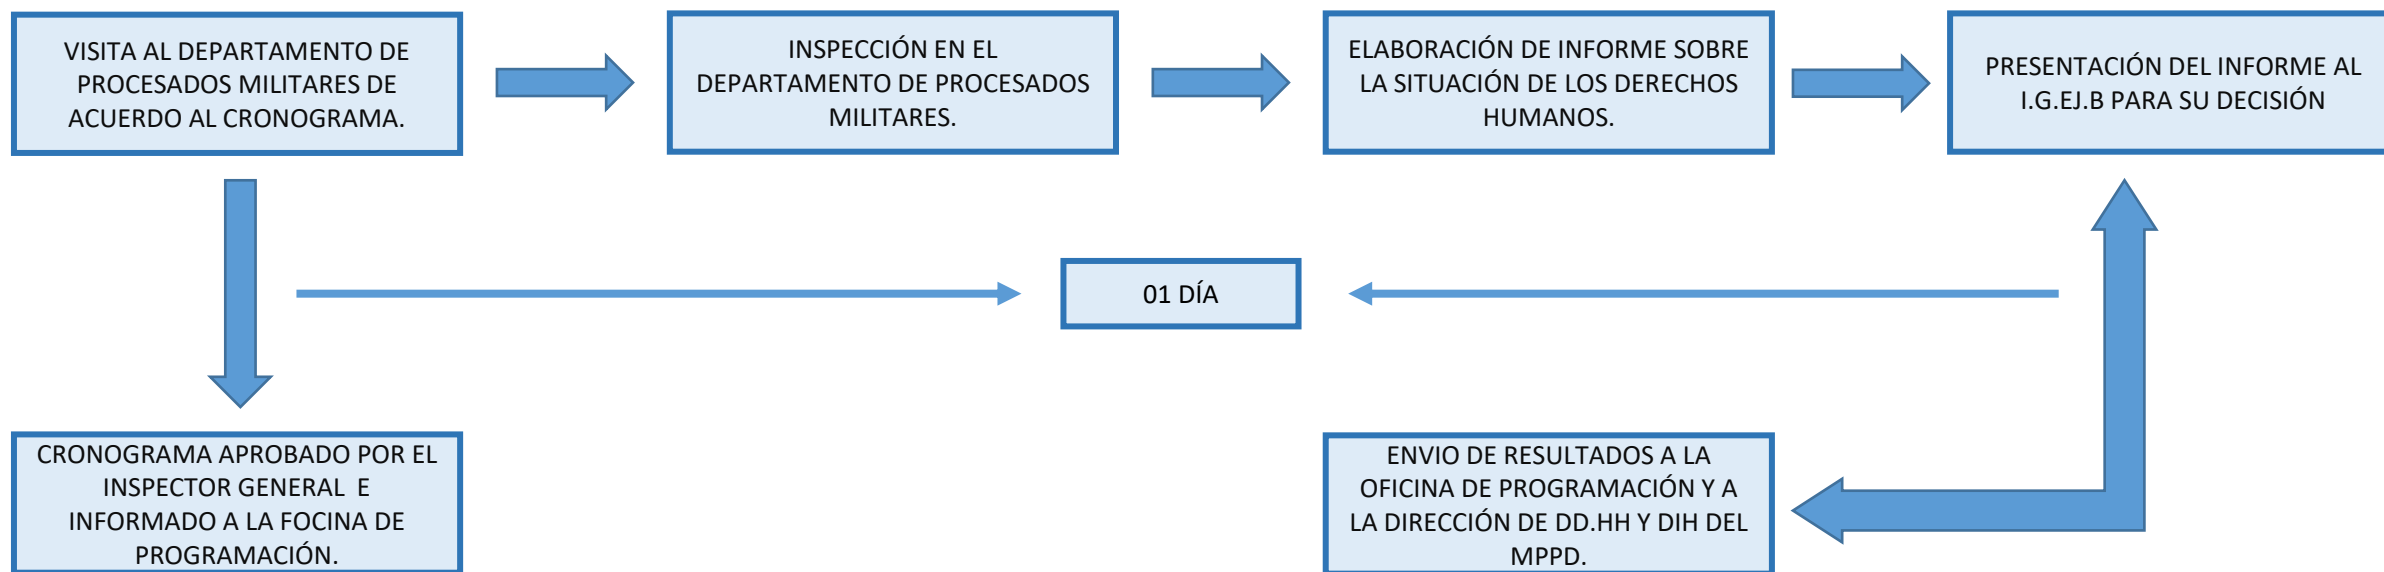 VISITA AL DEPARTAMENTO DE
PROCESADOS MILITARES DE
ACUERDO AL CRONOGRAMA.
INSPECCIÓN EN EL
DEPARTAMENTO DE PROCESADOS
MILITARES.
ELABORACIÓN DE INFORME SOBRE
LA SITUACIÓN DE LOS DERECHOS
HUMANOS.
PRESENTACIÓN DEL INFORME AL
I.G.EJ.B PARA SU DECISIÓN
01 DÍA
CRONOGRAMA APROBADO POR EL
INSPECTOR GENERAL E
INFORMADO A LA FOCINA DE
PROGRAMACIÓN.
ENVIO DE RESULTADOS A LA
OFICINA DE PROGRAMACIÓN Y A
LA DIRECCIÓN DE DD.HH Y DIH DEL
MPPD.